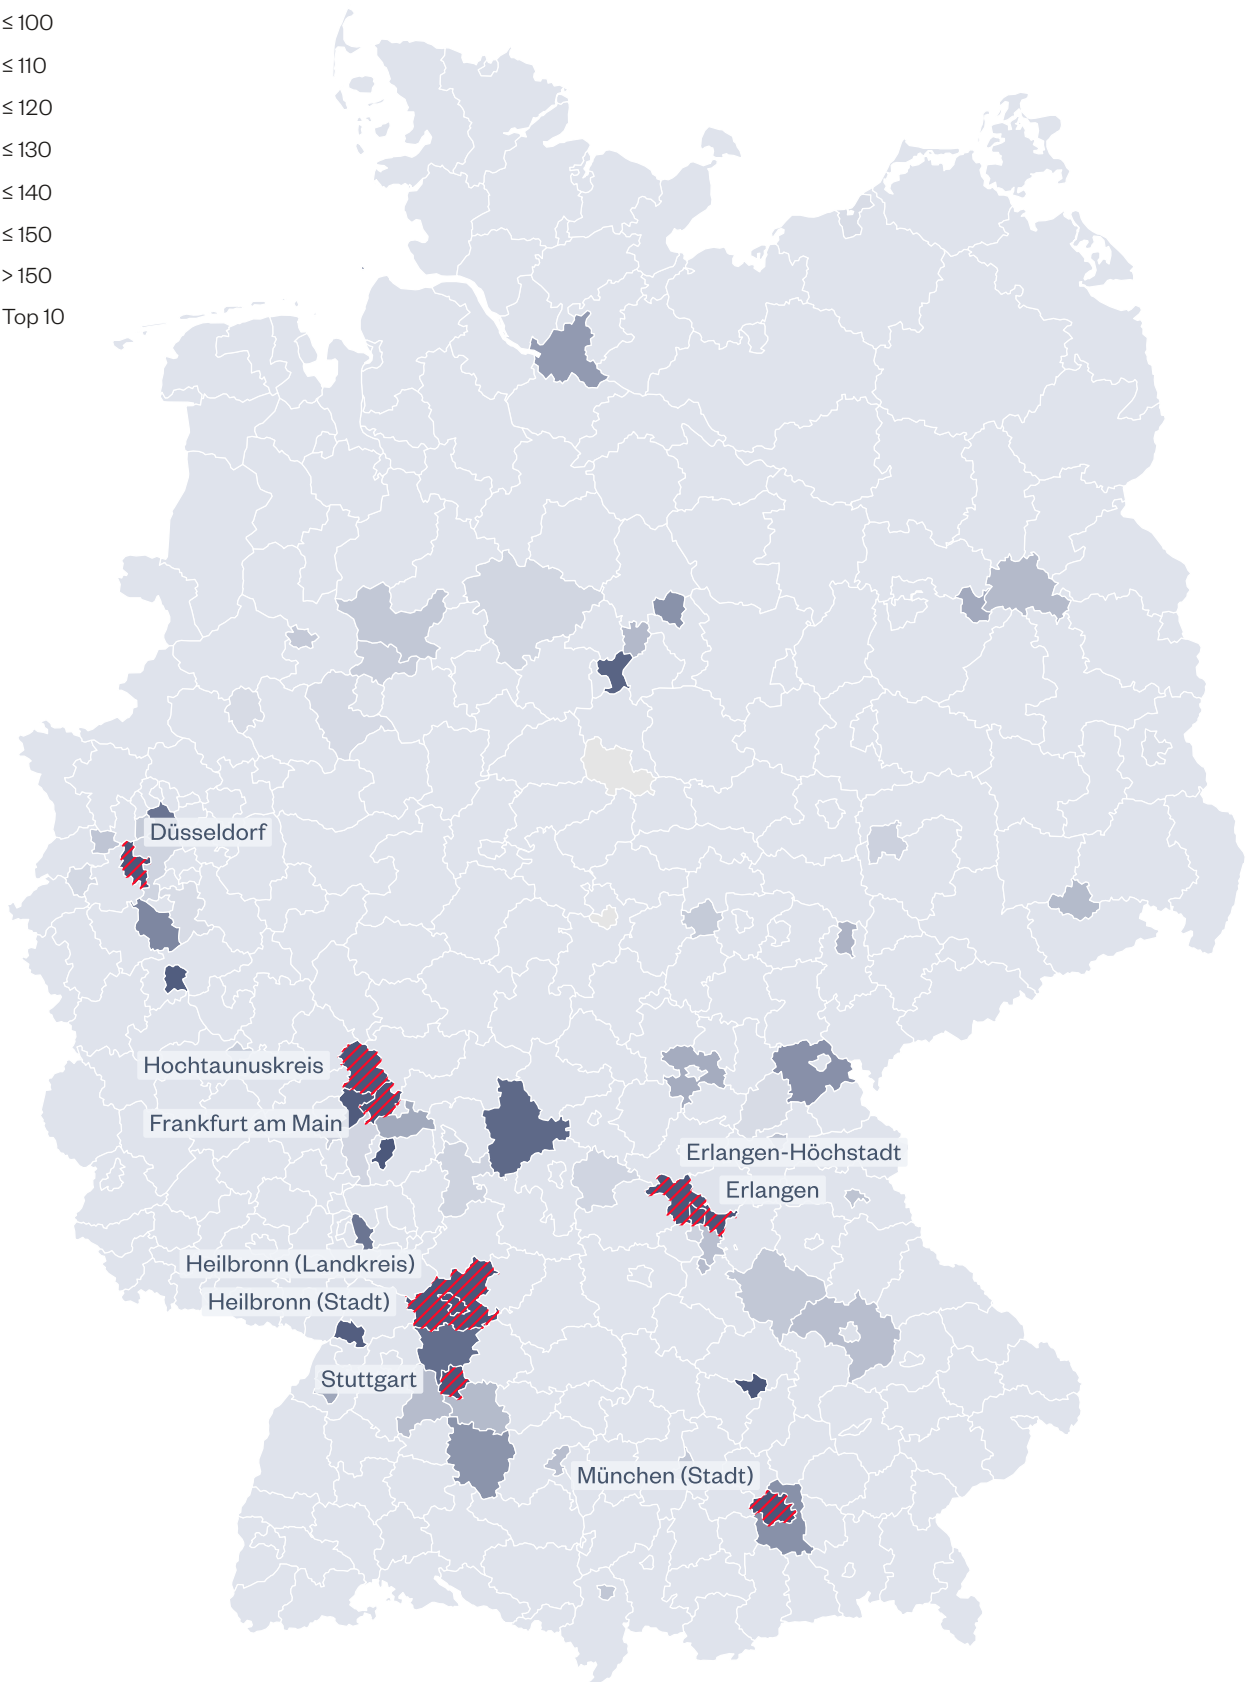 ≤ 100
≤ 110
≤ 120
≤ 130
≤ 140
≤ 150
> 150
Top 10
Düsseldorf
Hochtaunuskreis
Frankfurt am Main
Erlangen-Höchstadt
Erlangen
Heilbronn (Landkreis)
Heilbronn (Stadt)
Stuttgart
München (Stadt)